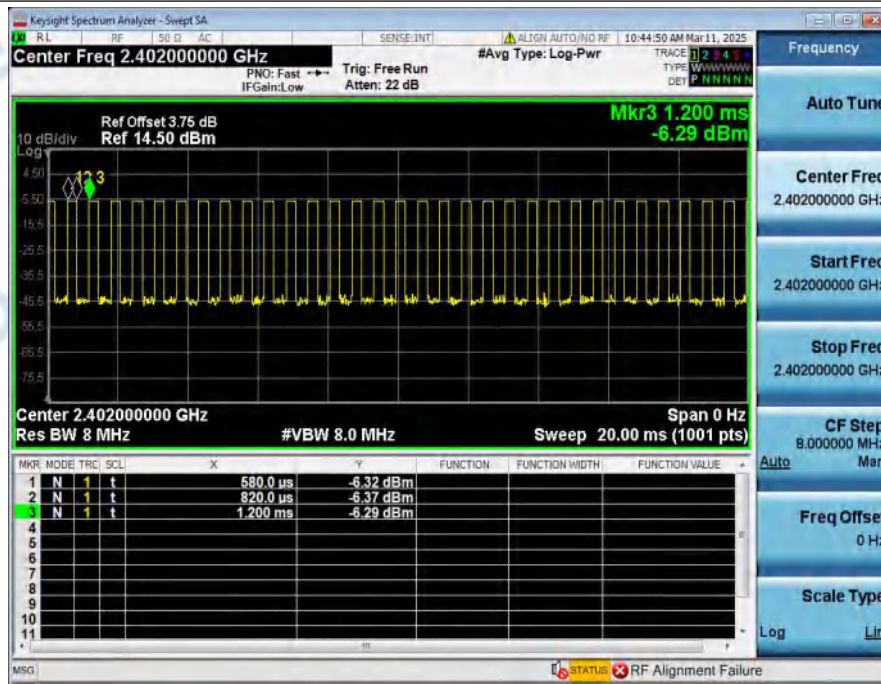 Keysight Spectrum Analyzer - Swept SA
RL RF 50 Ω AC SENSE:INT ALIGN AUTO/NO RF 10:44:50 AM Mar 11, 2025
Center Freq 2.402000000 GHz
PNO: Fast
IFGain:Low
Trig: Free Run
Atten: 22 dB
#Avg Type: Log-Pwr
TRACE 1 2 3 4 5 6
TYPE WWWWWW
DET P N N N N N
Mkr3 1.200 ms
-6.29 dBm
Ref Offset 3.75 dB
10 dB/div Ref 14.50 dBm
Log
4.50
-5.50
-15.5
-25.5
-35.5
-45.5
-55.5
-65.5
-75.5
1 2 3
Center 2.402000000 GHz Span 0 Hz
Res BW 8 MHz #VBW 8.0 MHz Sweep 20.00 ms (1001 pts)
MKR MODE TRC SCL X Y FUNCTION FUNCTION WIDTH FUNCTION VALUE
1 N 1 t 580.0 µs -6.32 dBm
2 N 1 t 820.0 µs -6.37 dBm
3 N 1 t 1.200 ms -6.29 dBm
4
5
6
7
8
9
10
11
MSG STATUS RF Alignment Failure
Frequency
Auto Tune
Center Freq
2.402000000 GHz
Start Freq
2.402000000 GHz
Stop Freq
2.402000000 GHz
CF Step
8.000000 MHz
Auto Man
Freq Offset
0 Hz
Scale Type
Log Lin